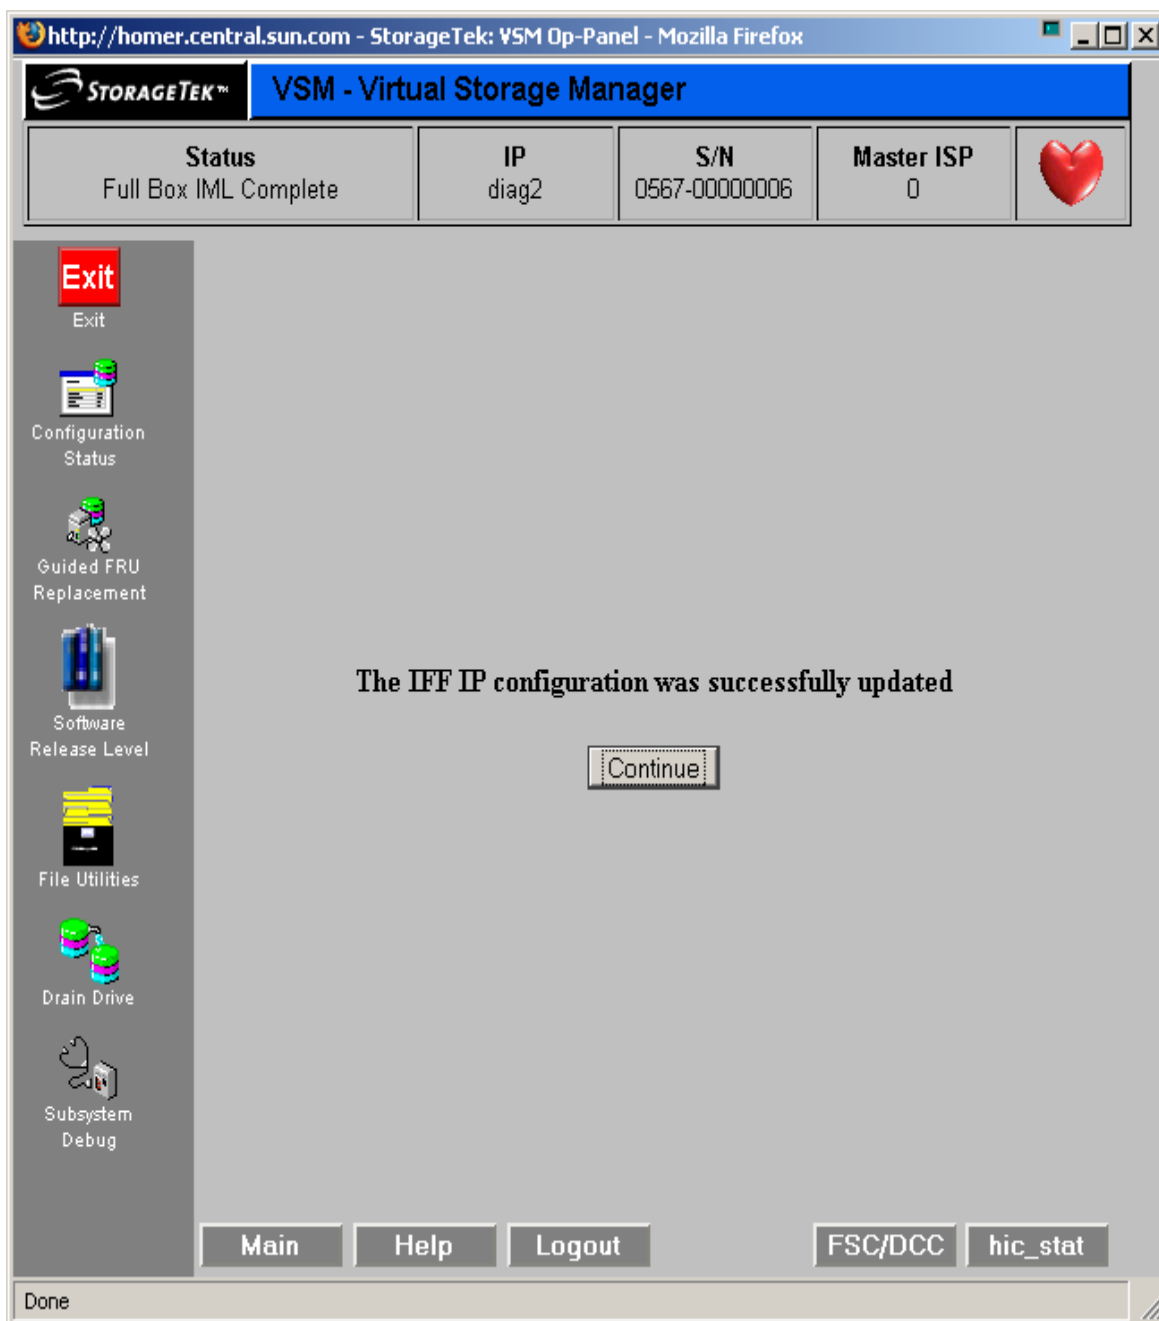 http://homer.central.sun.com - StorageTek: VSM Op-Panel - Mozilla Firefox
STORAGETEK™
VSM - Virtual Storage Manager
Status
Full Box IML Complete
IP
diag2
S/N
0567-00000006
Master ISP
0
Exit
Exit
Configuration
Status
Guided FRU
Replacement
Software
Release Level
File Utilities
Drain Drive
Subsystem
Debug
The IFF IP configuration was successfully updated
Continue
Main
Help
Logout
FSC/DCC
hic_stat
Done